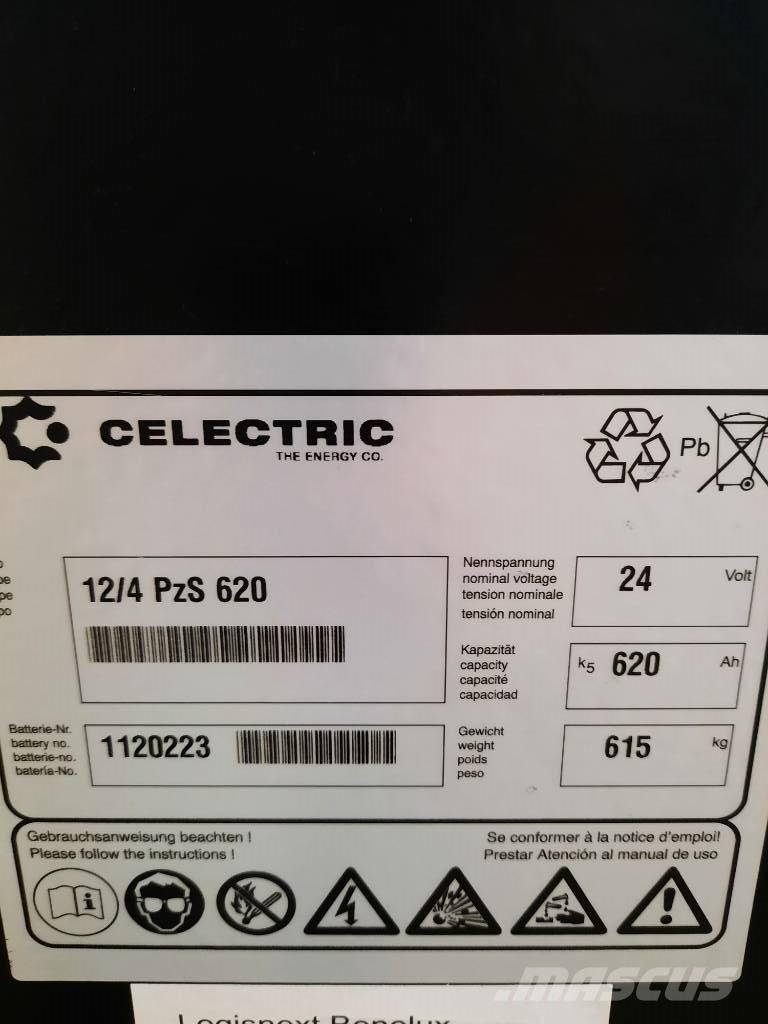 CELECTRIC
THE ENERGY CO.
Pb
12/4 PzS 620
Nennspannung
nominal voltage
tension nominale
tensión nominal
24 Volt
Kapazität
capacity
capacité
capacidad
k5 620 Ah
Batterie-Nr.
battery no.
batterie-no.
batería-No.
1120223
Gewicht
weight
poids
peso
615 kg
Gebrauchsanweisung beachten !
Please follow the instructions !
Se conformer à la notice d'emploi!
Prestar Atención al manual de uso
Logisnext Benelux
mascus